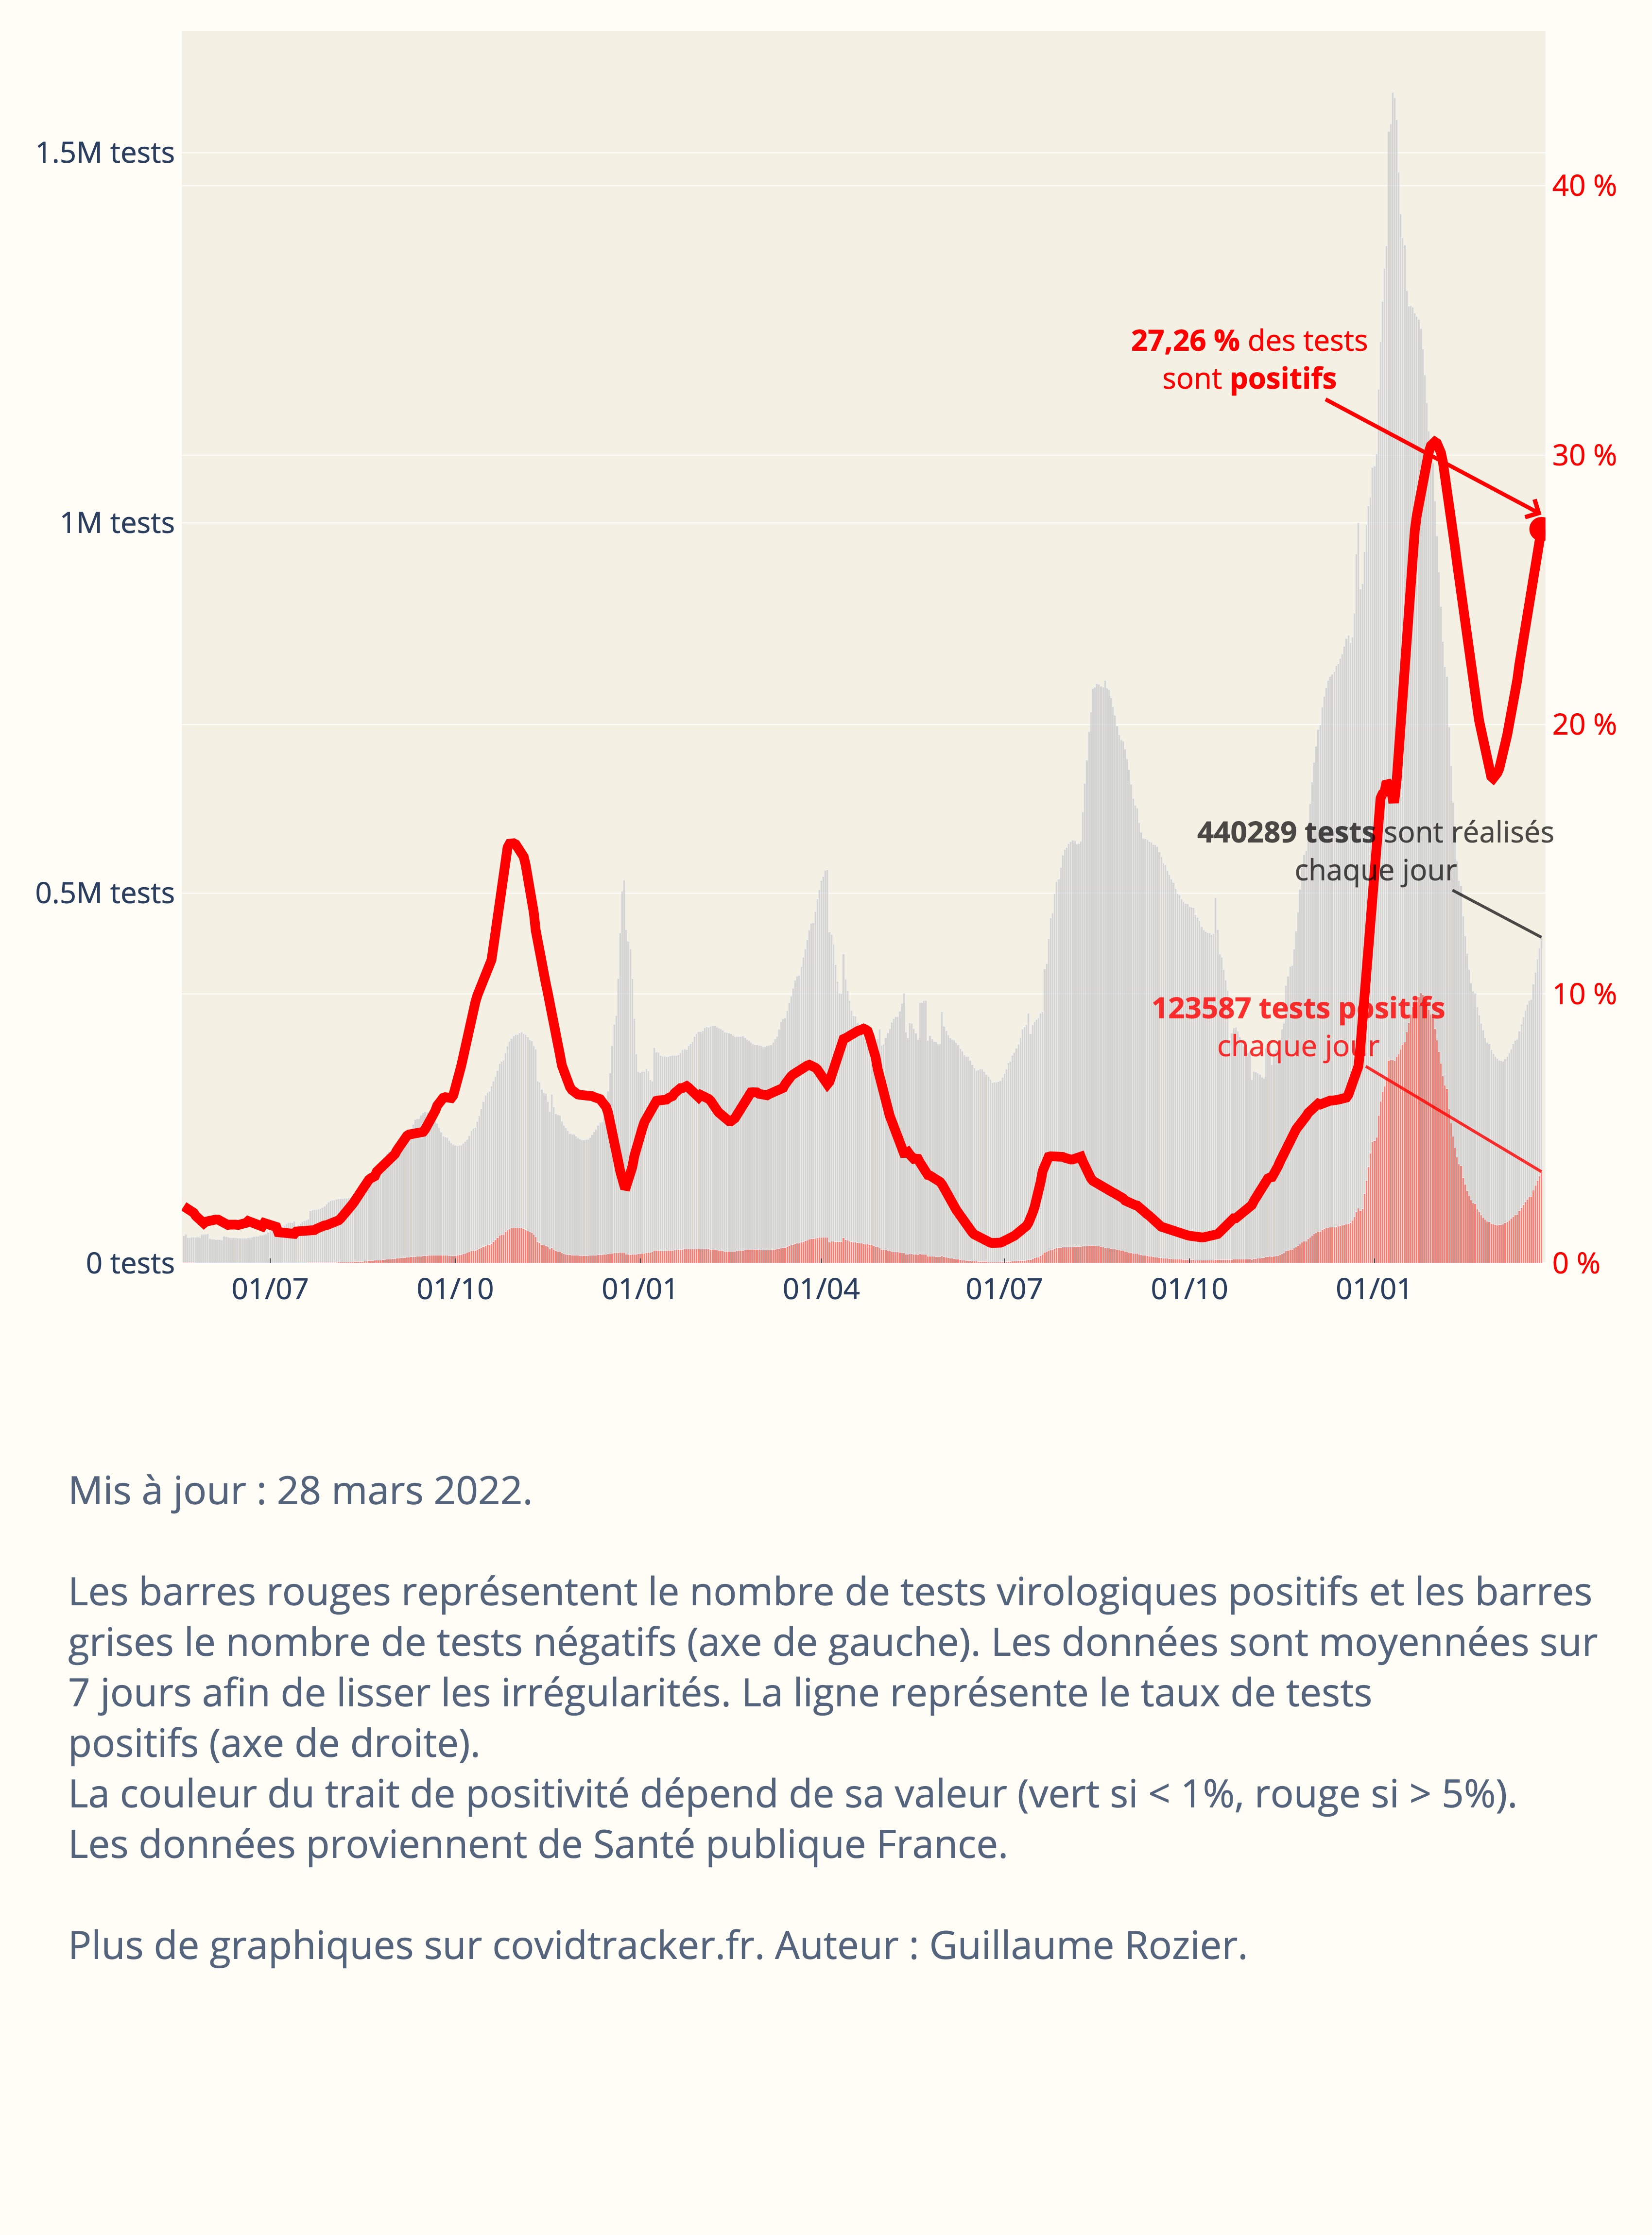 1.5M tests
40 %
27,26 % des tests
sont positifs
30 %
1M tests
20 %
440289 tests sont réalisés
chaque jour
0.5M tests
10 %
123587 tests positifs
chaque jour
0 tests
0 %
01/07
01/10
01/01
01/04
01/07
01/10
01/01
Mis à jour : 28 mars 2022.
Les barres rouges représentent le nombre de tests virologiques positifs et les barres
grises le nombre de tests négatifs (axe de gauche). Les données sont moyennées sur
7 jours afin de lisser les irrégularités. La ligne représente le taux de tests
positifs (axe de droite).
La couleur du trait de positivité dépend de sa valeur (vert si < 1%, rouge si > 5%).
Les données proviennent de Santé publique France.
Plus de graphiques sur covidtracker.fr. Auteur : Guillaume Rozier.